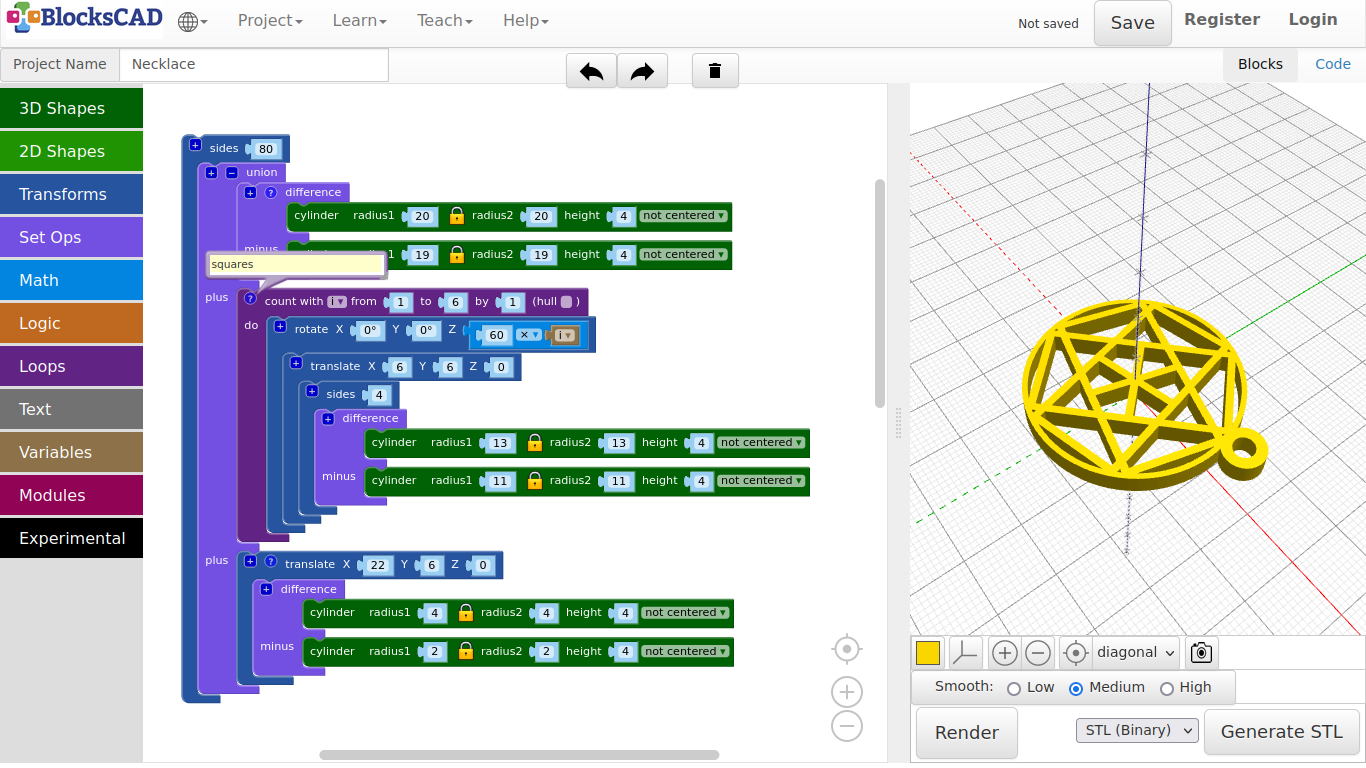 BlocksCAD Project Learn Teach Help Not saved Save Register Login
Project Name Necklace Blocks Code
3D Shapes
2D Shapes
Transforms
Set Ops
Math
Logic
Loops
Text
Variables
Modules
Experimental
+ sides 80
+ − union
+ ? difference
cylinder radius1 20 radius2 20 height 4 not centered
minus
19 radius2 19 height 4 not centered
squares
plus ? count with i from 1 to 6 by 1 (hull )
do + rotate X 0° Y 0° Z 60 × i
+ translate X 6 Y 6 Z 0
+ sides 4
+ difference
cylinder radius1 13 radius2 13 height 4 not centered
minus cylinder radius1 11 radius2 11 height 4 not centered
plus + ? translate X 22 Y 6 Z 0
+ difference
cylinder radius1 4 radius2 4 height 4 not centered
minus cylinder radius1 2 radius2 2 height 4 not centered
diagonal
Smooth: Low Medium High
Render STL (Binary) Generate STL